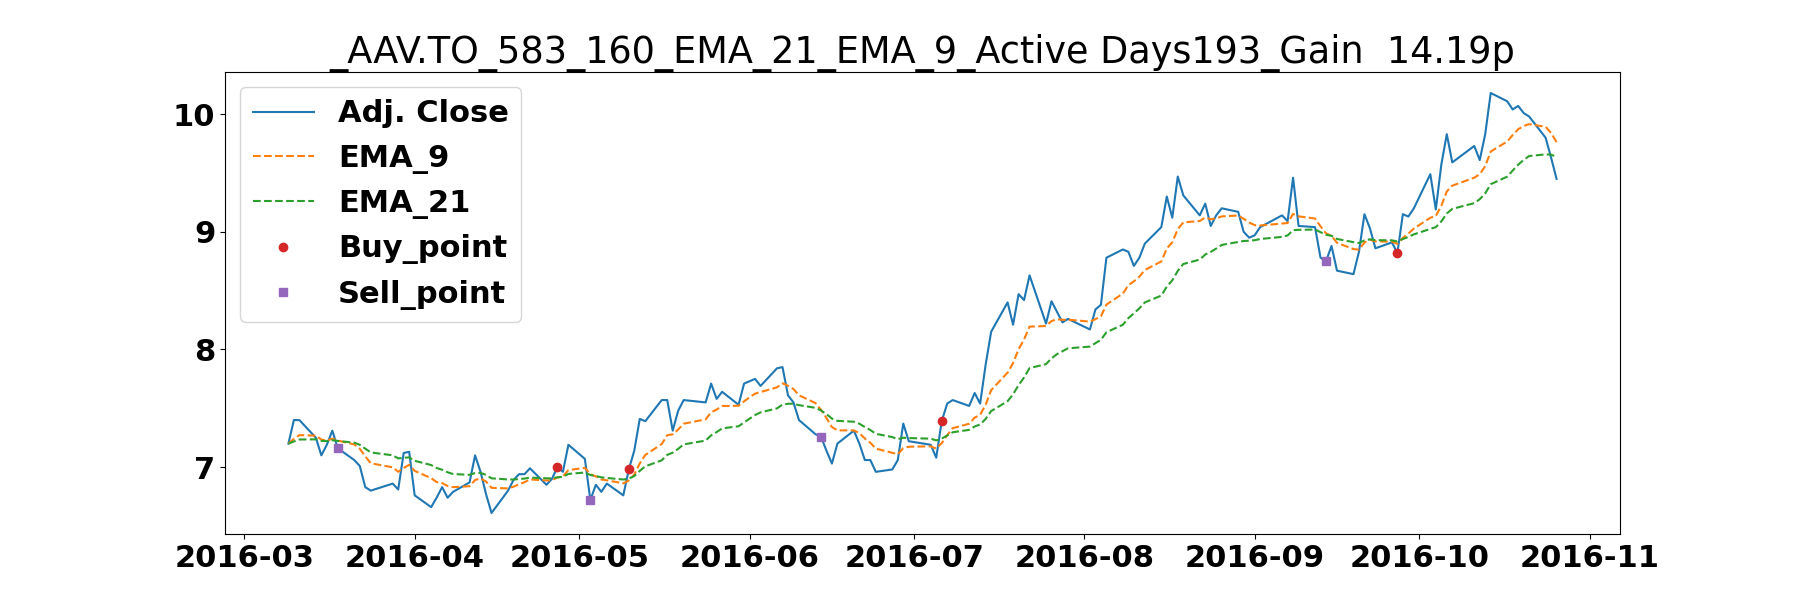 _AAV.TO_583_160_EMA_21_EMA_9_Active Days193_Gain  14.19p
Adj. Close
EMA_9
EMA_21
Buy_point
Sell_point
10
9
8
7
2016-03 2016-04 2016-05 2016-06 2016-07 2016-08 2016-09 2016-10 2016-11